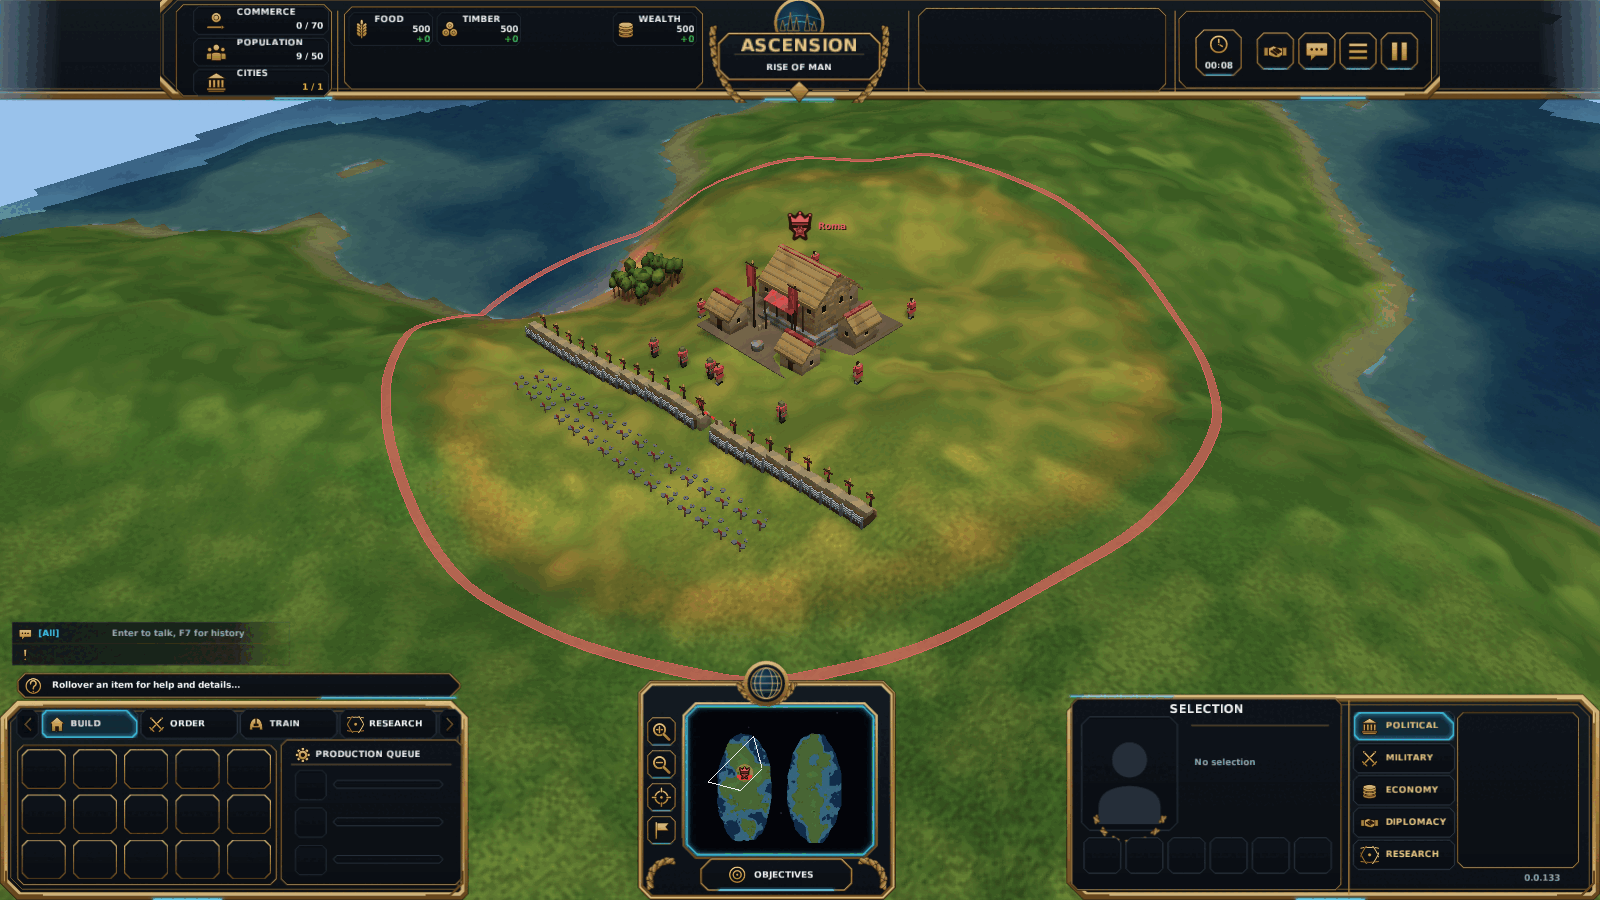 COMMERCE
0 / 70
POPULATION
9 / 50
CITIES
1 / 1
FOOD
500
+0
TIMBER
500
+0
WEALTH
500
+0
ASCENSION
RISE OF MAN
00:08
Roma
[All] Enter to talk, F7 for history
!
Rollover an item for help and details...
BUILD
ORDER
TRAIN
RESEARCH
PRODUCTION QUEUE
OBJECTIVES
SELECTION
No selection
POLITICAL
MILITARY
ECONOMY
DIPLOMACY
RESEARCH
0.0.133